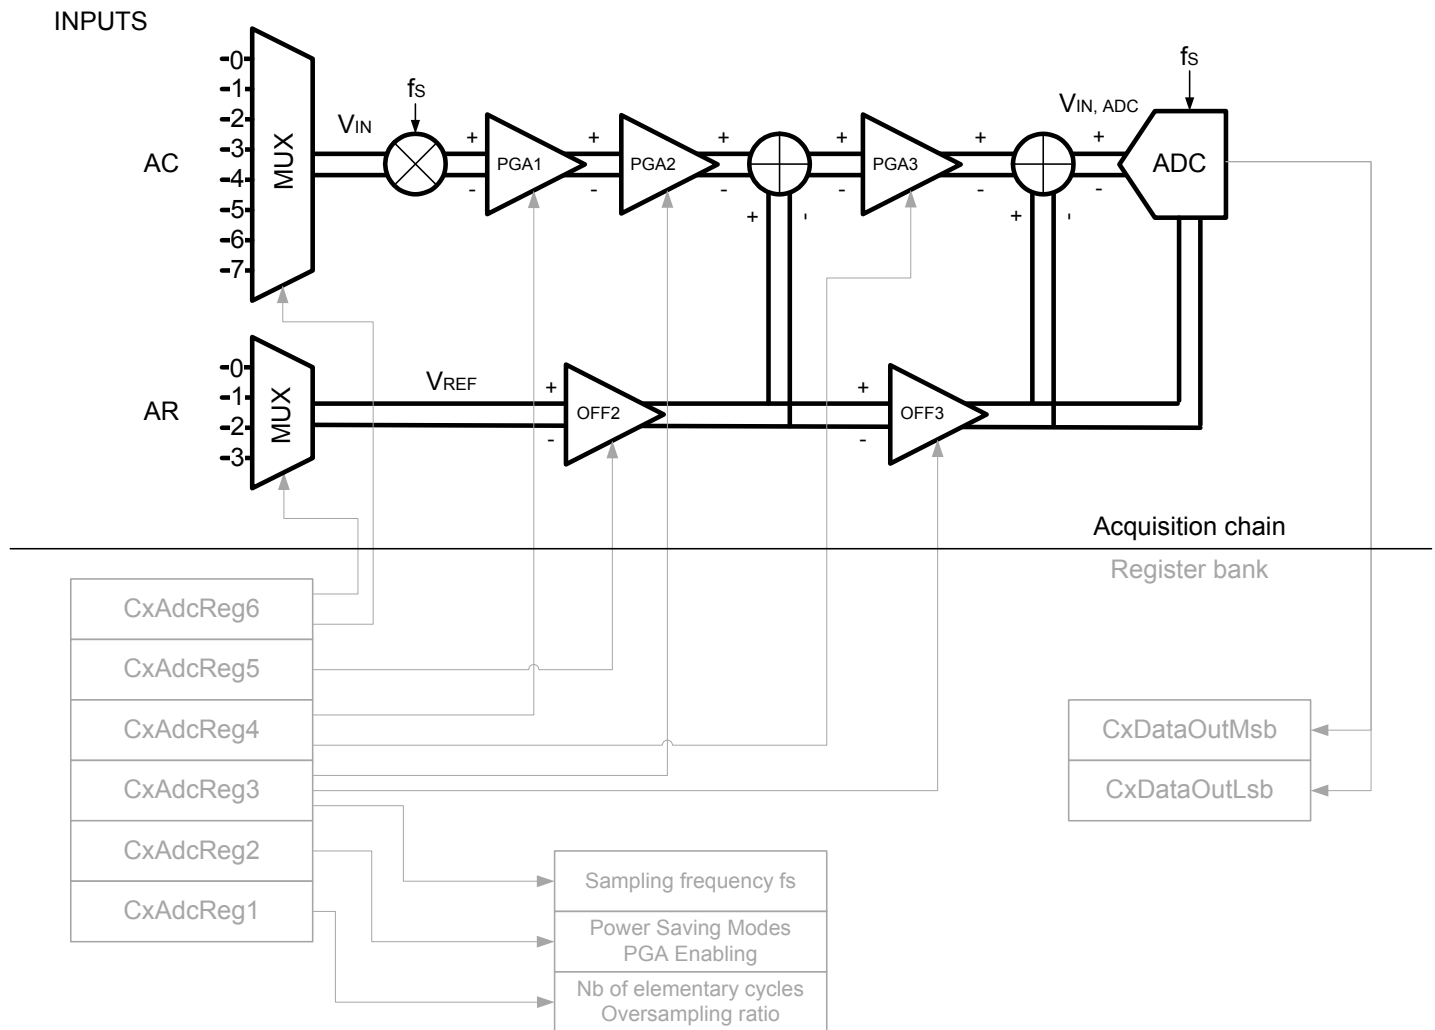 INPUTS
0
1
2
3
4
5
6
7
AC
MUX
VIN
fs
+
-
PGA1
+
-
PGA2
+
-
+
-
+
-
PGA3
+
-
+
-
VIN, ADC
+
-
fs
ADC
AR
0
1
2
3
MUX
VREF
+
-
OFF2
+
-
OFF3
Acquisition chain
Register bank
CxAdcReg6
CxAdcReg5
CxAdcReg4
CxAdcReg3
CxAdcReg2
CxAdcReg1
CxDataOutMsb
CxDataOutLsb
Sampling frequency fs
Power Saving Modes
PGA Enabling
Nb of elementary cycles
Oversampling ratio